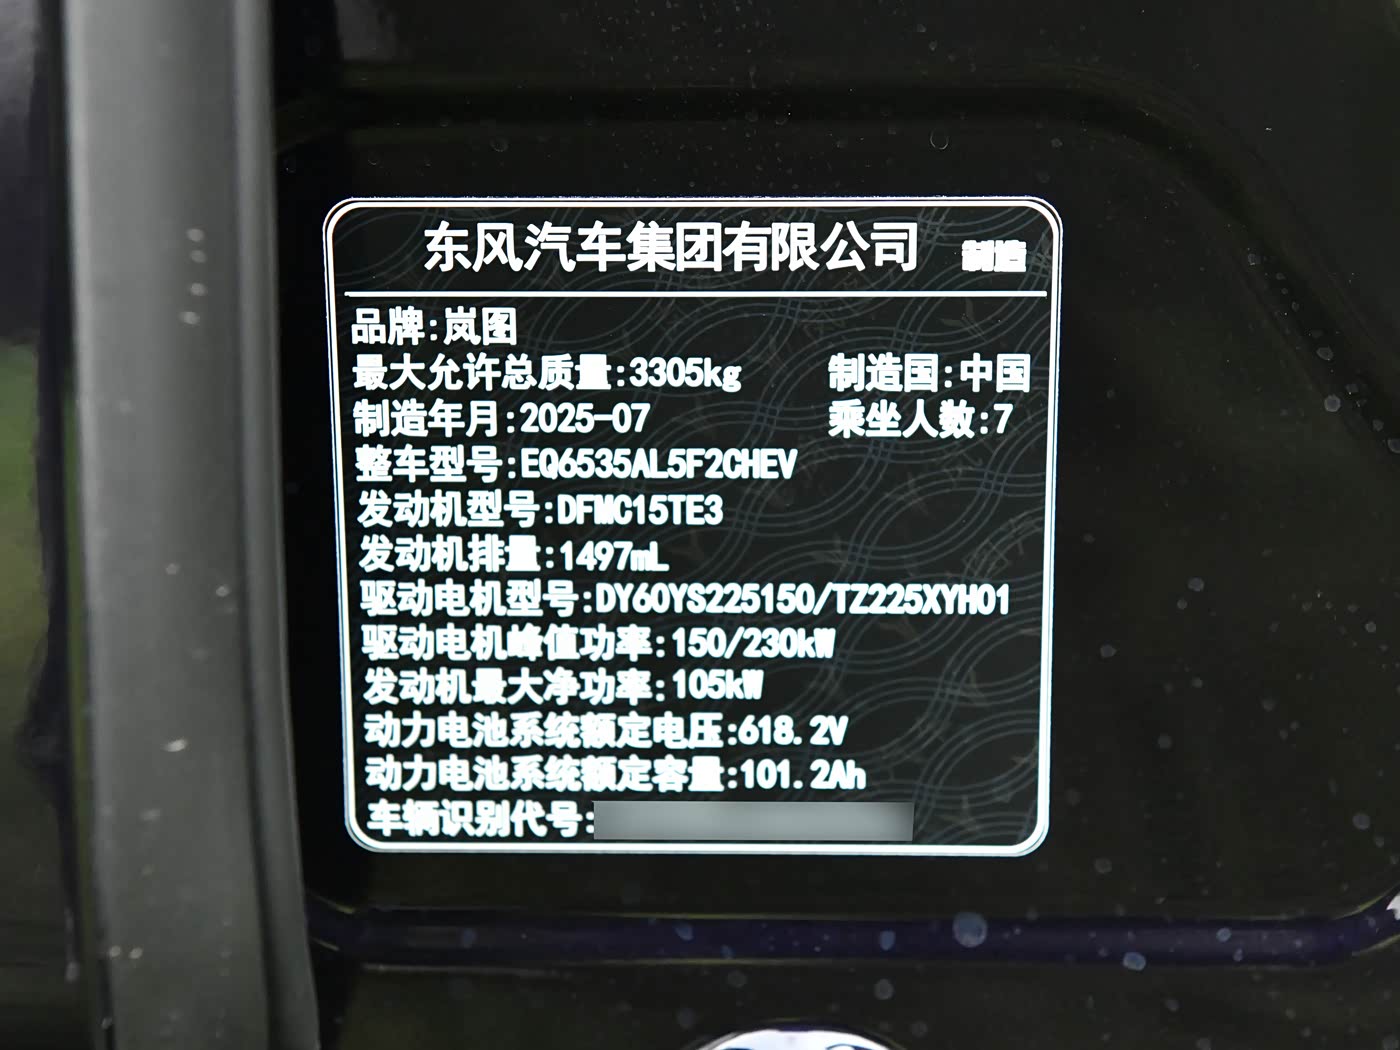 东风汽车集团有限公司 制造
品牌:岚图
最大允许总质量:3305kg 制造国:中国
制造年月:2025-07 乘坐人数:7
整车型号:EQ6535AL5F2CHEV
发动机型号:DFMC15TE3
发动机排量:1497mL
驱动电机型号:DY60YS225150/TZ225XYH01
驱动电机峰值功率:150/230kW
发动机最大净功率:105kW
动力电池系统额定电压:618.2V
动力电池系统额定容量:101.2Ah
车辆识别代号: